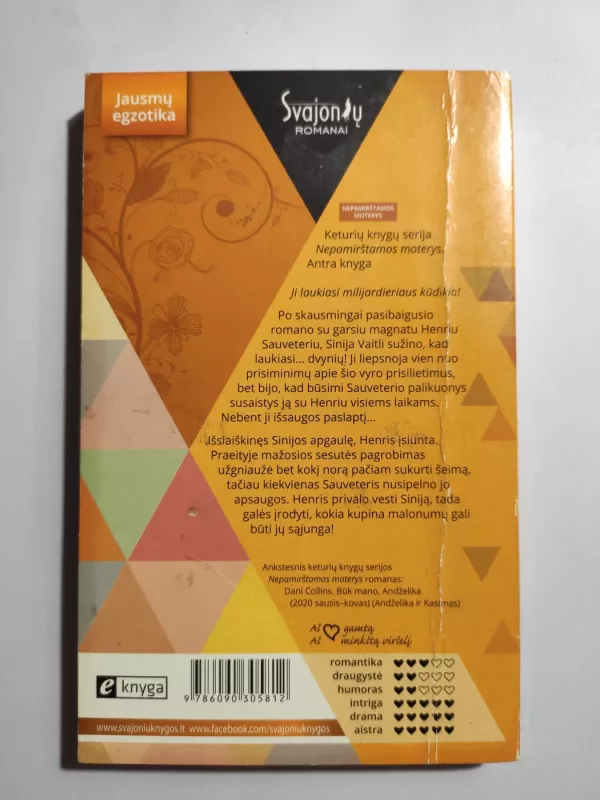 Jausmų
egzotika
Svajonių
ROMANAI
NEPAMIRŠTAMOS
MOTERYS
Keturių knygų serija
Nepamirštamos moterys.
Antra knyga
Ji laukiasi milijardieriaus kūdikio!
Po skausmingai pasibaigusio
romano su garsiu magnatu Henriu
Sauveteriu, Sinija Vaitli sužino, kad
laukiasi... dvynių! Ji liepsnoja vien nuo
prisiminimų apie šio vyro prisilietimus,
bet bijo, kad būsimi Sauveterio palikuonys
susaistys ją su Henriu visiems laikams.
Nebent ji išsaugos paslaptį...
Išsiaiškinęs Sinijos apgaulę, Henris įsiunta.
Praeityje mažosios sesutės pagrobimas
užgniaužė bet kokį norą pačiam sukurti šeimą,
tačiau kiekvienas Sauveteris nusipelno jo
apsaugos. Henris privalo vesti Siniją, tada
galės įrodyti, kokia kupina malonumų gali
būti jų sąjunga!
Ankstesnis keturių knygų serijos
Nepamirštamos moterys romanas:
Dani Collins. Būk mano, Andželika
(2020 sausis–kovas) (Andželika ir Kasimas)
Aš gamtą
Aš minkštą viršelį
e knyga
9 786090 305812
www.svajoniuknygos.lt www.facebook.com/svajoniuknygos
romantika
draugystė
humoras
intriga
drama
aistra